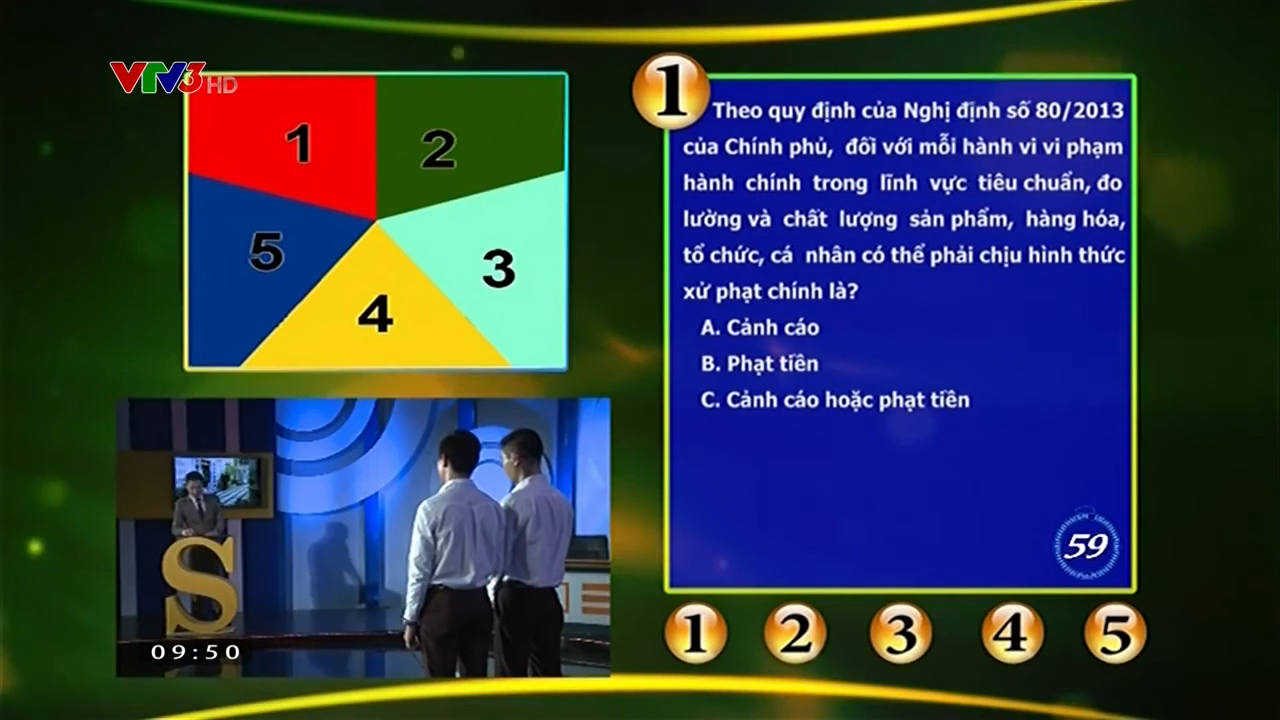 VTV3 HD
1
2
3
4
5
1
Theo quy định của Nghị định số 80/2013
của Chính phủ, đối với mỗi hành vi vi phạm
hành chính trong lĩnh vực tiêu chuẩn, đo
lường và chất lượng sản phẩm, hàng hóa,
tổ chức, cá nhân có thể phải chịu hình thức
xử phạt chính là?
A. Cảnh cáo
B. Phạt tiền
C. Cảnh cáo hoặc phạt tiền
59
S
09:50
1 2 3 4 5